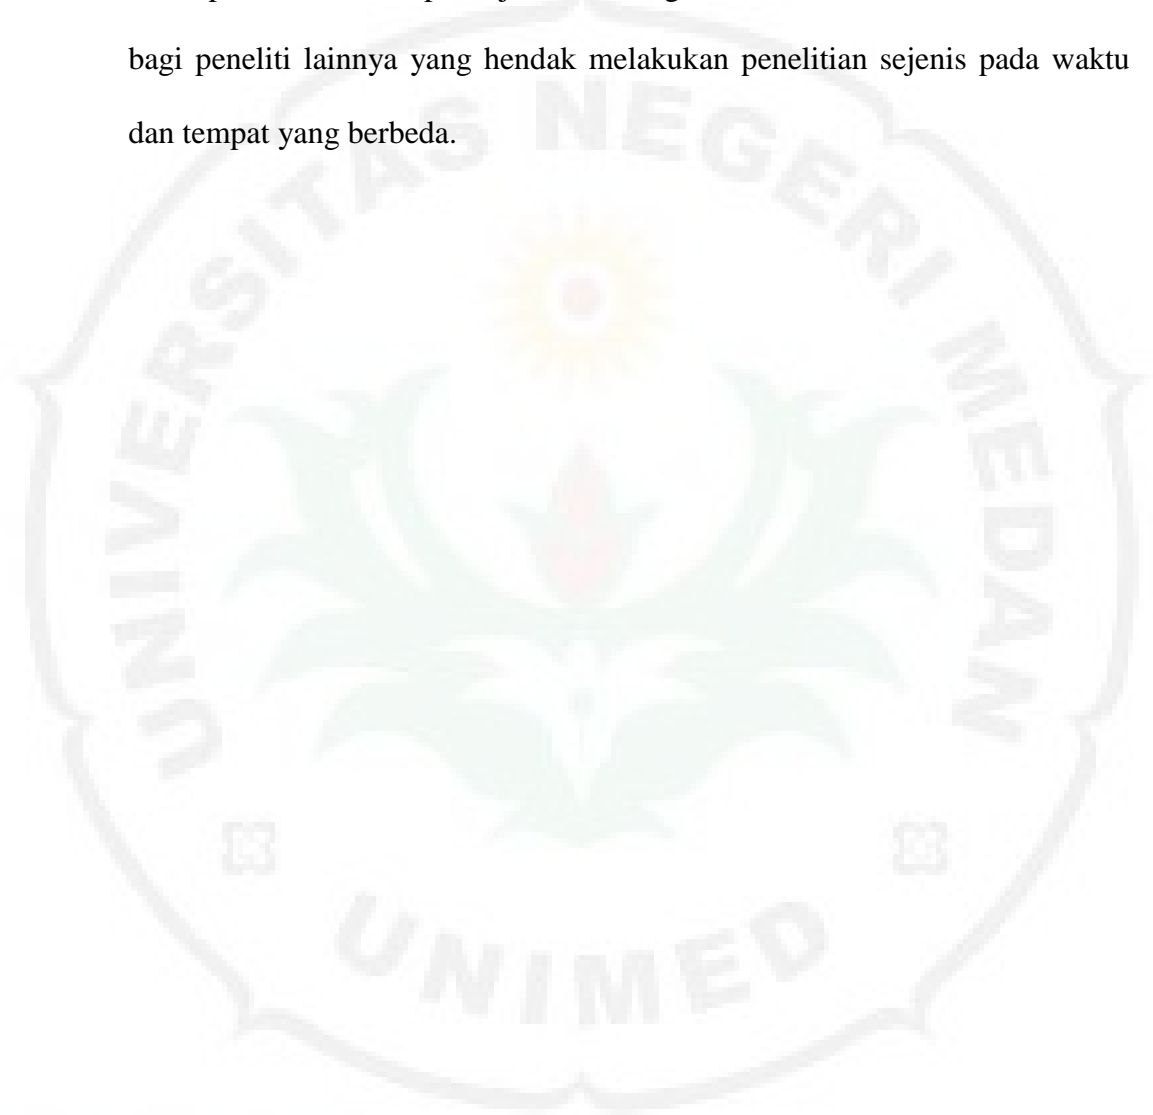 bagi peneliti lainnya yang hendak melakukan penelitian sejenis pada waktu
dan tempat yang berbeda.
UNIVERSITAS NEGERI MEDAN
UNIMED